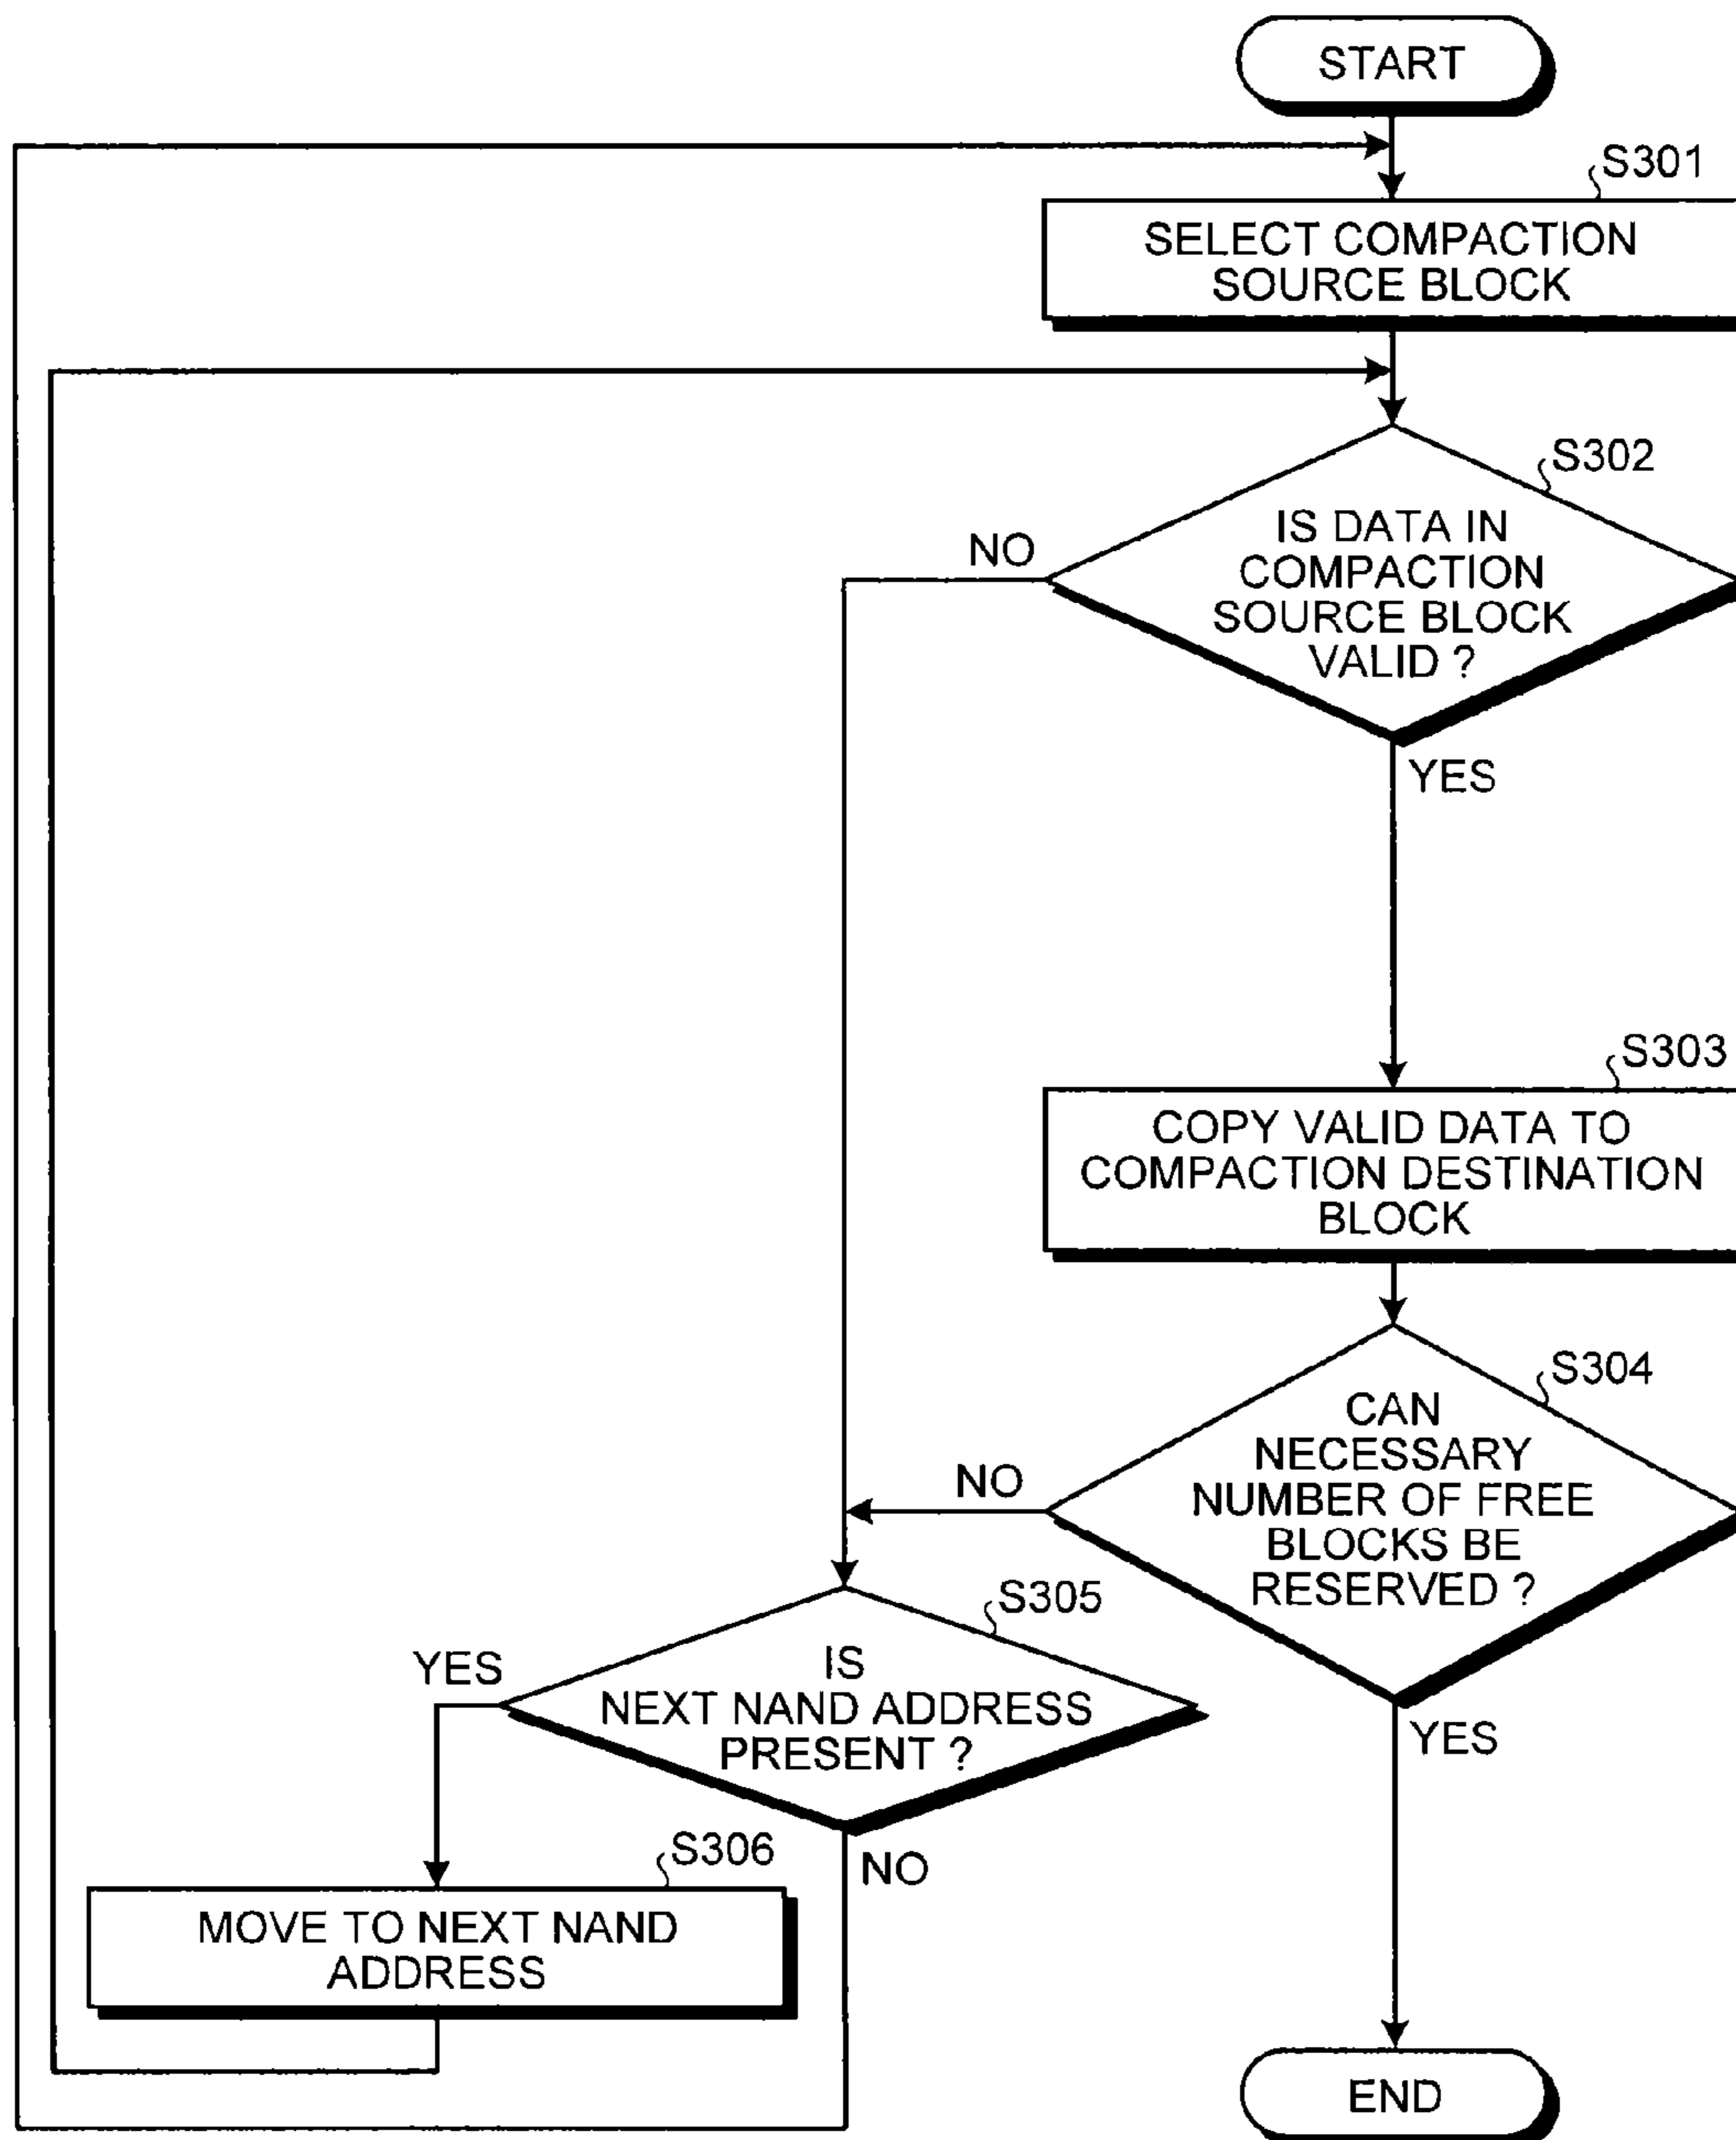 START
S301
SELECT COMPACTION
SOURCE BLOCK
S302
IS DATA IN
COMPACTION
SOURCE BLOCK
VALID ?
NO
YES
S303
COPY VALID DATA TO
COMPACTION DESTINATION
BLOCK
S304
CAN
NECESSARY
NUMBER OF FREE
BLOCKS BE
RESERVED ?
NO
YES
S305
IS
NEXT NAND ADDRESS
PRESENT ?
YES
NO
S306
MOVE TO NEXT NAND
ADDRESS
END